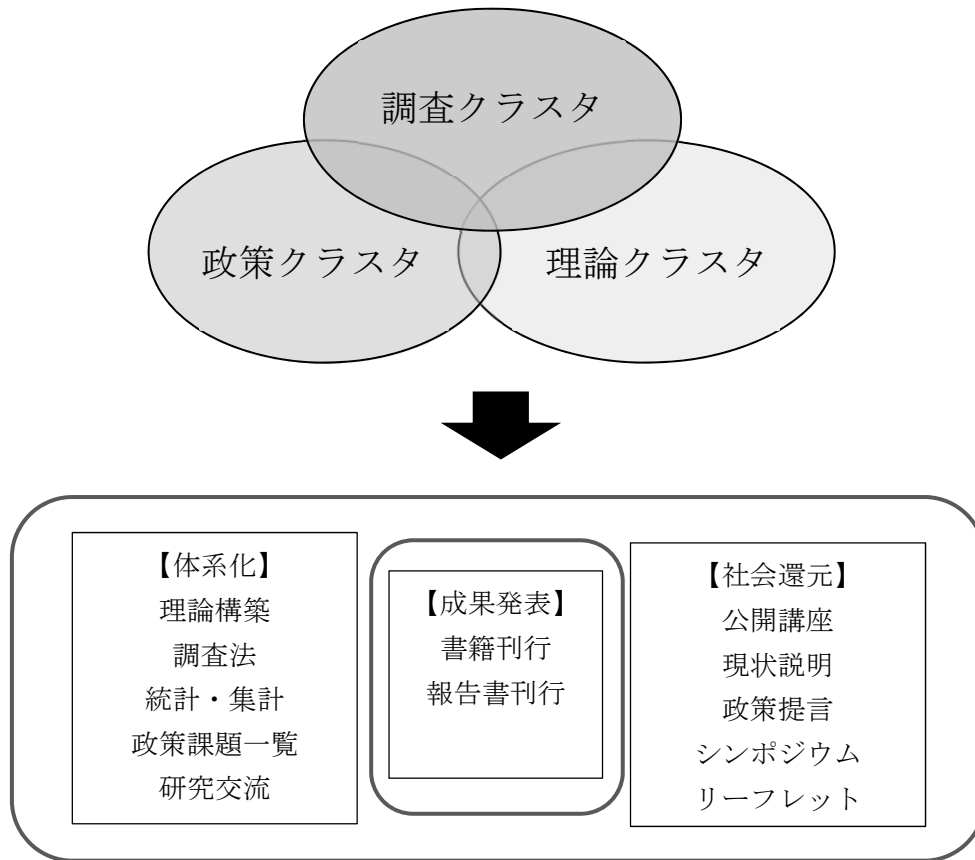 調査クラスタ
政策クラスタ
理論クラスタ
【体系化】
理論構築
調査法
統計・集計
政策課題一覧
研究交流
【成果発表】
書籍刊行
報告書刊行
【社会還元】
公開講座
現状説明
政策提言
シンポジウム
リーフレット